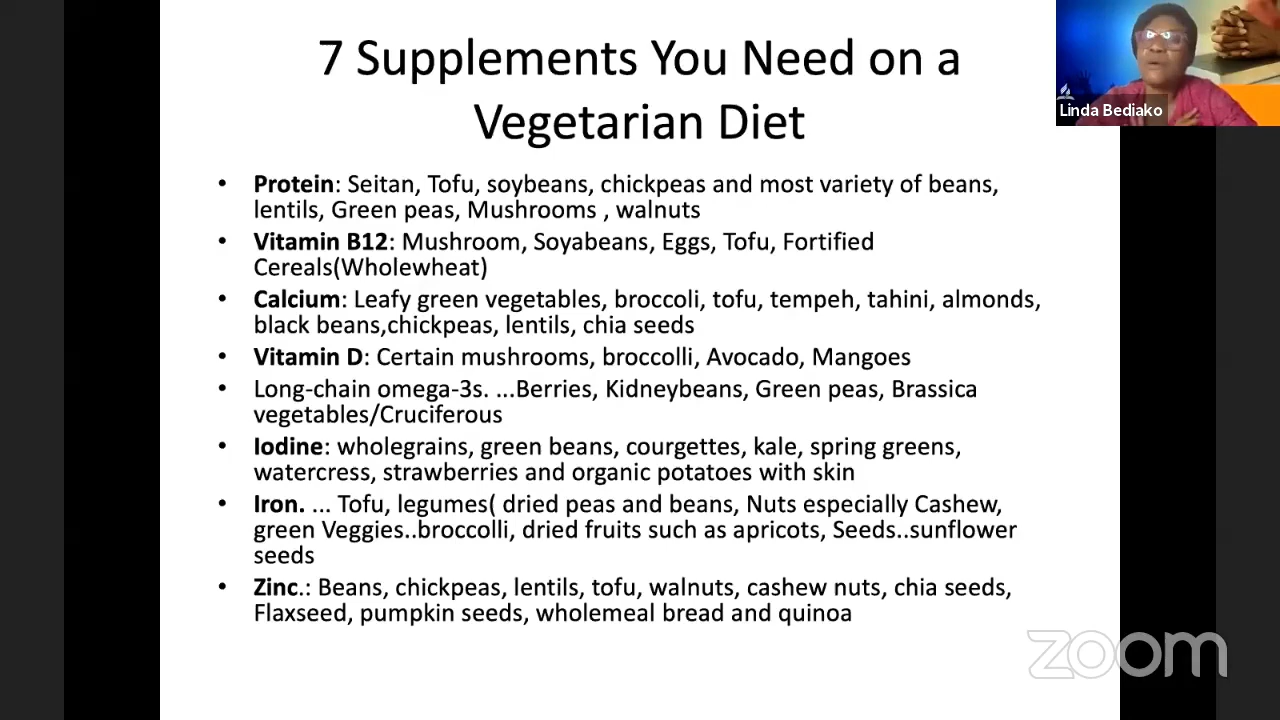 7 Supplements You Need on a
Vegetarian Diet
• Protein: Seitan, Tofu, soybeans, chickpeas and most variety of beans,
lentils, Green peas, Mushrooms , walnuts
• Vitamin B12: Mushroom, Soyabeans, Eggs, Tofu, Fortified
Cereals(Wholewheat)
• Calcium: Leafy green vegetables, broccoli, tofu, tempeh, tahini, almonds,
black beans,chickpeas, lentils, chia seeds
• Vitamin D: Certain mushrooms, broccolli, Avocado, Mangoes
• Long-chain omega-3s. ...Berries, Kidneybeans, Green peas, Brassica
vegetables/Cruciferous
• Iodine: wholegrains, green beans, courgettes, kale, spring greens,
watercress, strawberries and organic potatoes with skin
• Iron. ... Tofu, legumes( dried peas and beans, Nuts especially Cashew,
green Veggies..broccolli, dried fruits such as apricots, Seeds..sunflower
seeds
• Zinc.: Beans, chickpeas, lentils, tofu, walnuts, cashew nuts, chia seeds,
Flaxseed, pumpkin seeds, wholemeal bread and quinoa
Linda Bediako
zoom